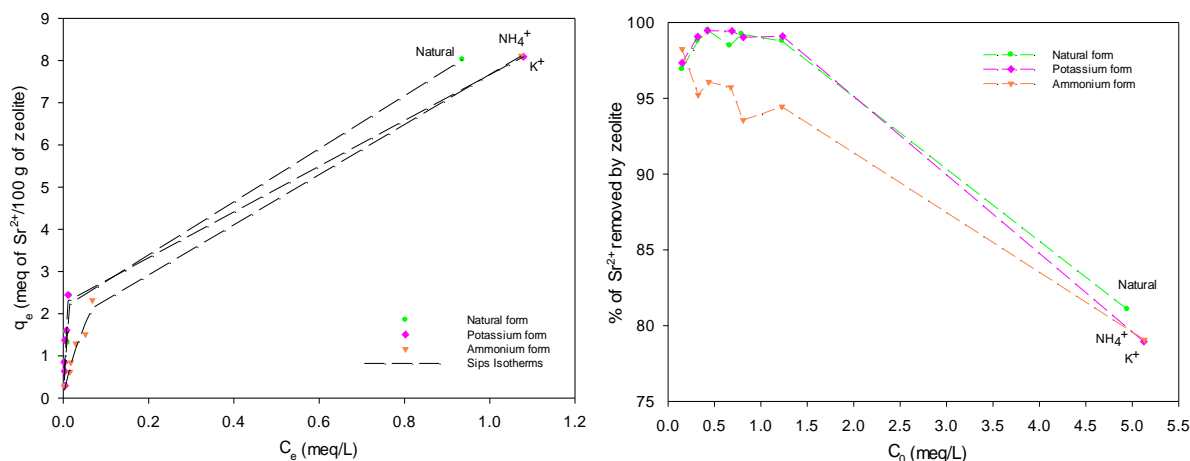 9
8
7
6
5
4
3
2
1
0
qₑ (meq of Sr²⁺/100 g of zeolite)
Natural
NH₄⁺
K⁺
Natural form
Potassium form
Ammonium form
Sips Isotherms
0.0 0.2 0.4 0.6 0.8 1.0 1.2
Cₑ (meq/L)
100
95
90
85
80
75
% of Sr²⁺ removed by zeolite
Natural form
Potassium form
Ammonium form
Natural
NH₄⁺
K⁺
0.0 0.5 1.0 1.5 2.0 2.5 3.0 3.5 4.0 4.5 5.0 5.5
C₀ (meq/L)